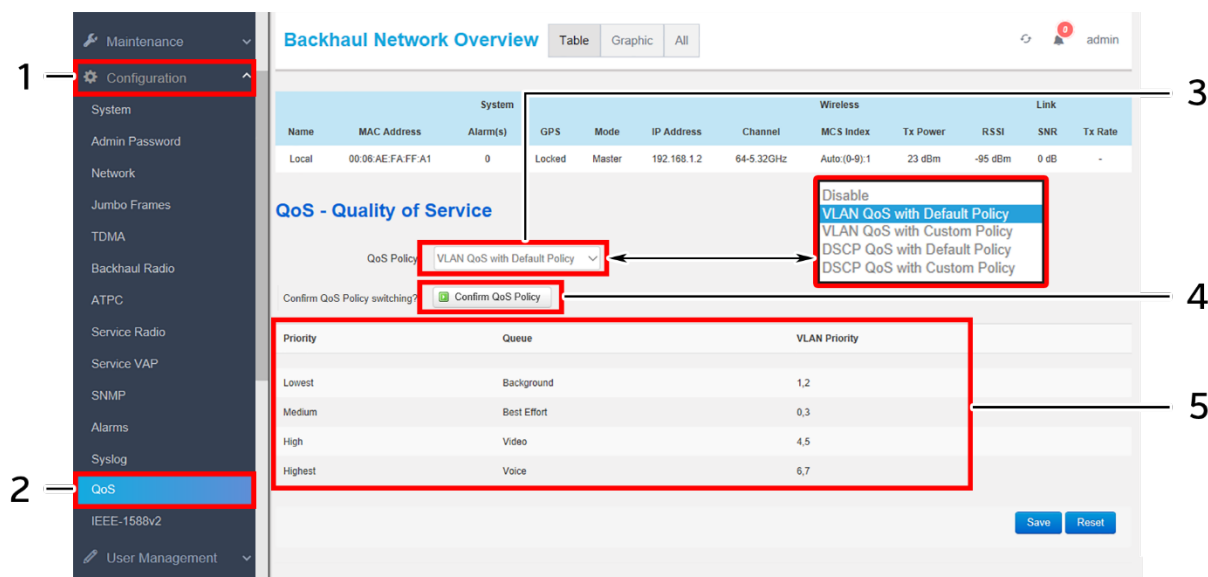 1
Maintenance
Configuration
System
Admin Password
Network
Jumbo Frames
TDMA
Backhaul Radio
ATPC
Service Radio
Service VAP
SNMP
Alarms
Syslog
2
QoS
IEEE-1588v2
User Management
Backhaul Network Overview Table Graphic All 0 admin
3
System Wireless Link
Name MAC Address Alarm(s) GPS Mode IP Address Channel MCS Index Tx Power RSSI SNR Tx Rate
Local 00:06:AE:FA:FF:A1 0 Locked Master 192.168.1.2 64-5.32GHz Auto:(0-9):1 23 dBm -95 dBm 0 dB -
QoS - Quality of Service
QoS Policy VLAN QoS with Default Policy
Disable
VLAN QoS with Default Policy
VLAN QoS with Custom Policy
DSCP QoS with Default Policy
DSCP QoS with Custom Policy
Confirm QoS Policy switching? Confirm QoS Policy
4
Priority Queue VLAN Priority
Lowest Background 1,2
Medium Best Effort 0,3
5
High Video 4,5
Highest Voice 6,7
Save Reset